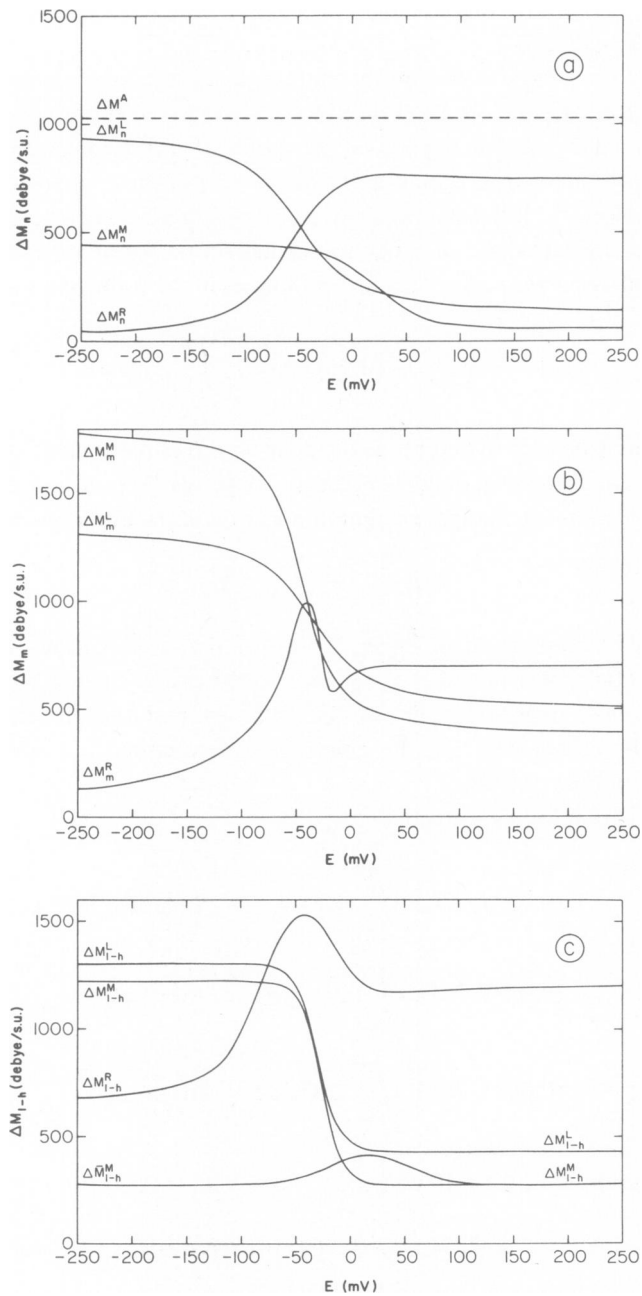 1500
ⓐ
ΔM^A
1000
ΔM_n^L
ΔM_n (debye/s.u.)
500
ΔM_n^M
ΔM_n^R
0
-250 -200 -150 -100 -50 0 50 100 150 200 250
E (mV)
ΔM_m^M
ⓑ
1500
ΔM_m^L
ΔM_m (debye/s.u.)
1000
500
ΔM_m^R
0
-250 -200 -150 -100 -50 0 50 100 150 200 250
E (mV)
1500
ⓒ
ΔM_{l-h}^L
ΔM_{l-h}^M
ΔM_{l-h} (debye/s.u.)
1000
ΔM_{l-h}^R
500
ΔM_{l-h}^L
ΔM̄_{l-h}^M
ΔM_{l-h}^M
0
-250 -200 -150 -100 -50 0 50 100 150 200 250
E (mV)